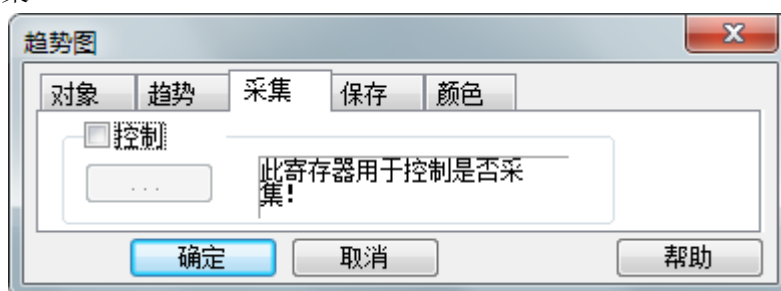 趋势图
对象 趋势 采集 保存 颜色
控制
...
此寄存器用于控制是否采
集!
确定 取消 帮助